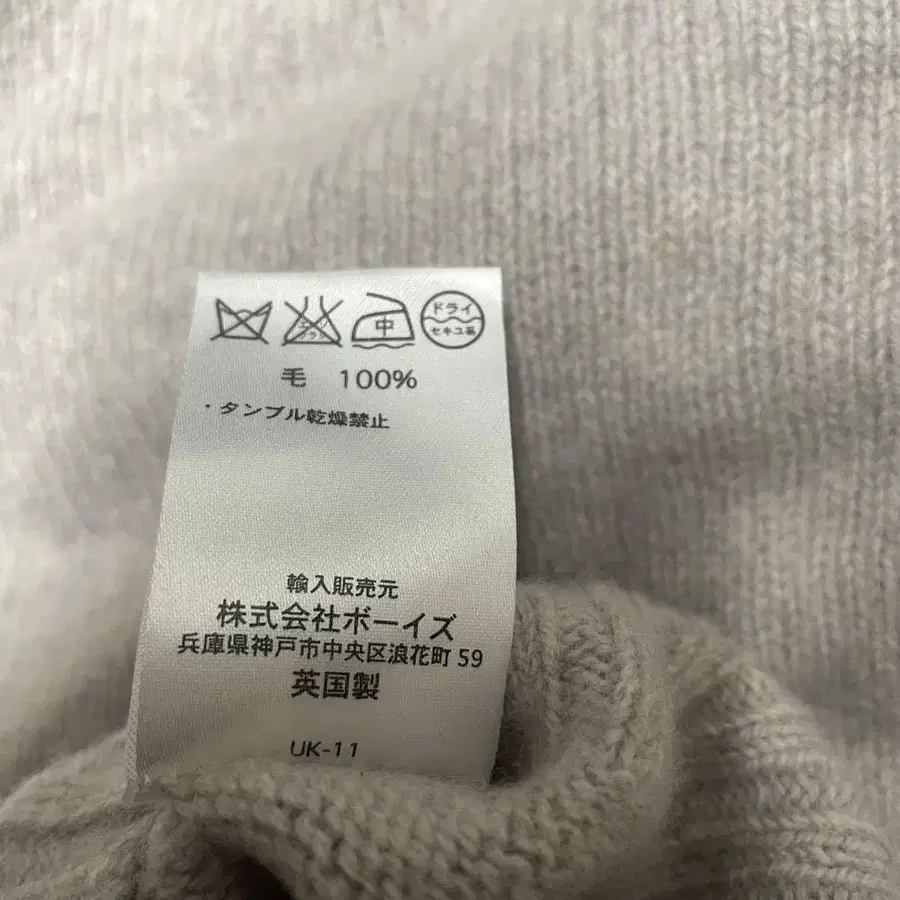 中 ドライ
セキユ系
毛 100%
・タンブル乾燥禁止
輸入販売元
株式会社ボーイズ
兵庫県神戸市中央区浪花町 59
英国製
UK-11